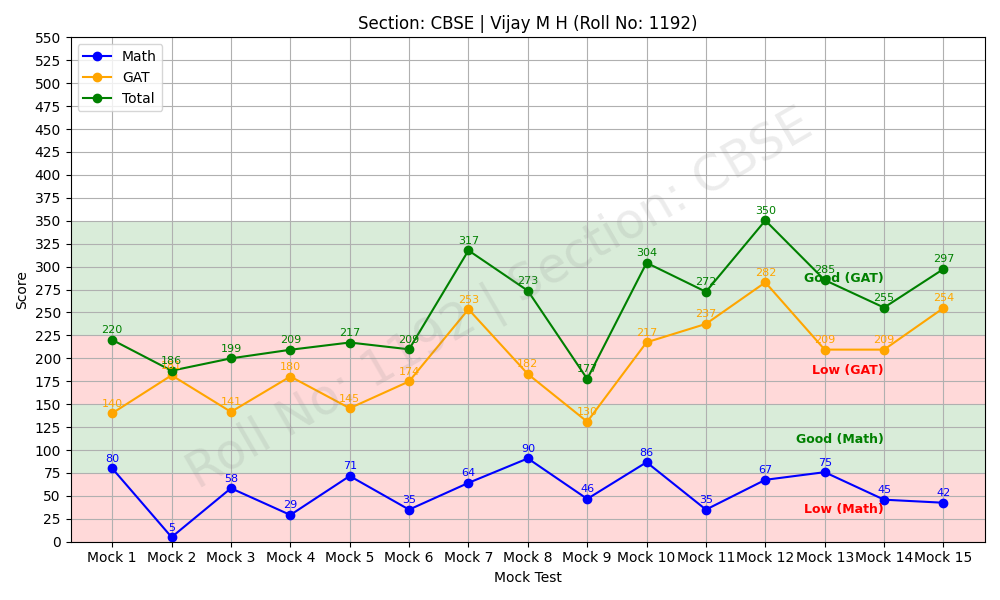 Section: CBSE | Vijay M H (Roll No: 1192)
Math
GAT
Total
Score
550
525
500
475
450
425
400
375
350
325
300
275
250
225
200
175
150
125
100
75
50
25
0
220 186 199 209 217 209 317 273 177 304 272 350 285 255 297
140 141 180 145 174 253 182 130 217 237 282 209 209 254
80 5 58 29 71 35 64 90 46 86 35 67 75 45 42
Good (GAT)
Low (GAT)
Good (Math)
Low (Math)
Roll No: 1192 | Section: CBSE
Mock 1 Mock 2 Mock 3 Mock 4 Mock 5 Mock 6 Mock 7 Mock 8 Mock 9 Mock 10 Mock 11 Mock 12 Mock 13 Mock 14 Mock 15
Mock Test